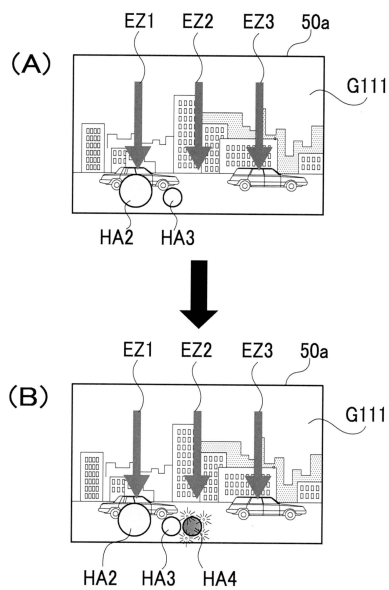 EZ1 EZ2 EZ3 50a
(A)
G111
HA2 HA3
EZ1 EZ2 EZ3 50a
(B)
G111
HA2 HA3 HA4